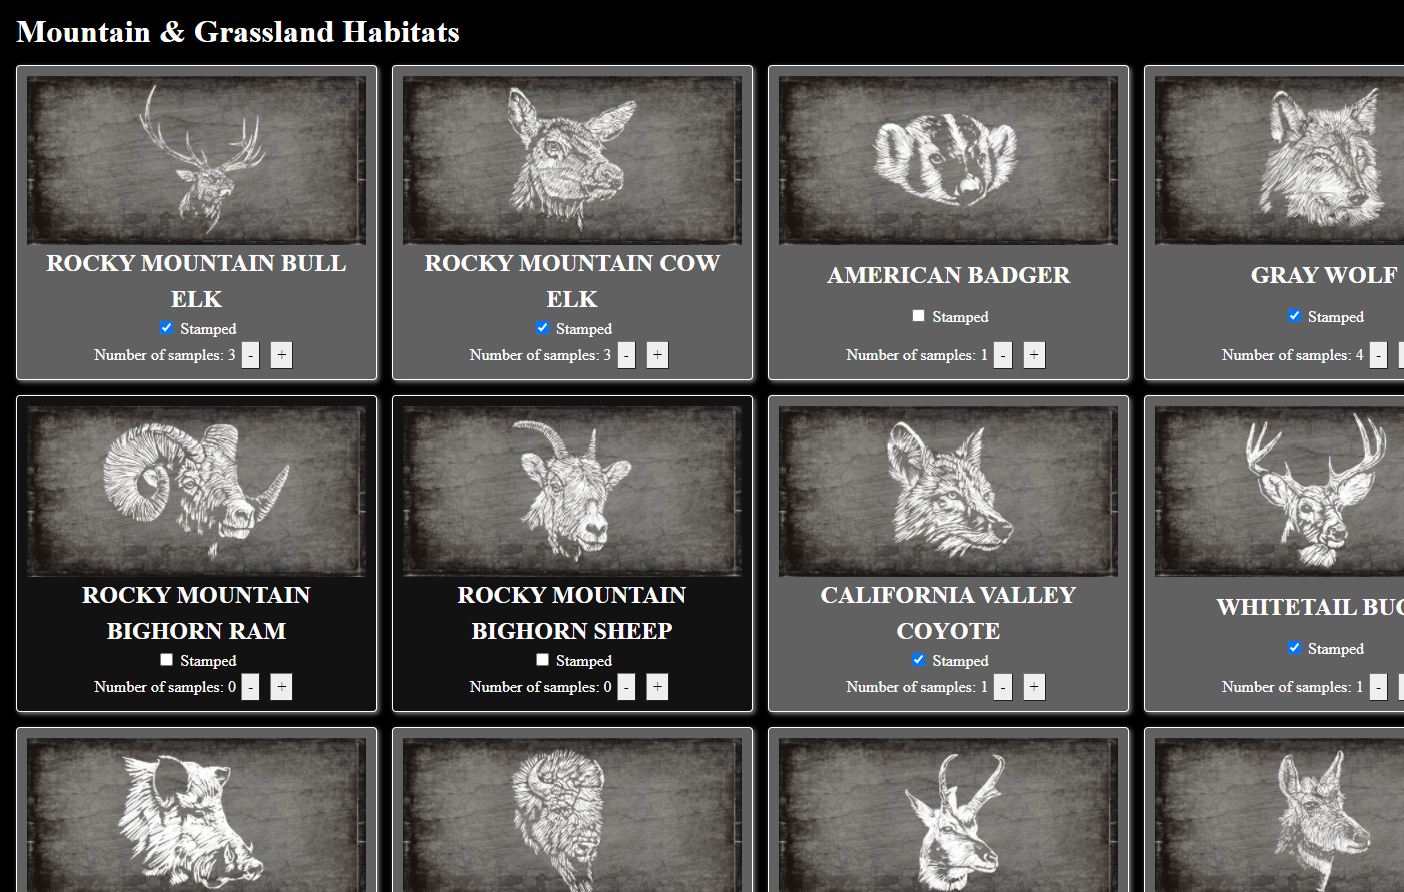 Mountain & Grassland Habitats
ROCKY MOUNTAIN BULL
ELK
Stamped
Number of samples: 3 - +
ROCKY MOUNTAIN COW
ELK
Stamped
Number of samples: 3 - +
AMERICAN BADGER
Stamped
Number of samples: 1 - +
GRAY WOLF
Stamped
Number of samples: 4 -
ROCKY MOUNTAIN
BIGHORN RAM
Stamped
Number of samples: 0 - +
ROCKY MOUNTAIN
BIGHORN SHEEP
Stamped
Number of samples: 0 - +
CALIFORNIA VALLEY
COYOTE
Stamped
Number of samples: 1 - +
WHITETAIL
Stamped
Number of samples: 1 -